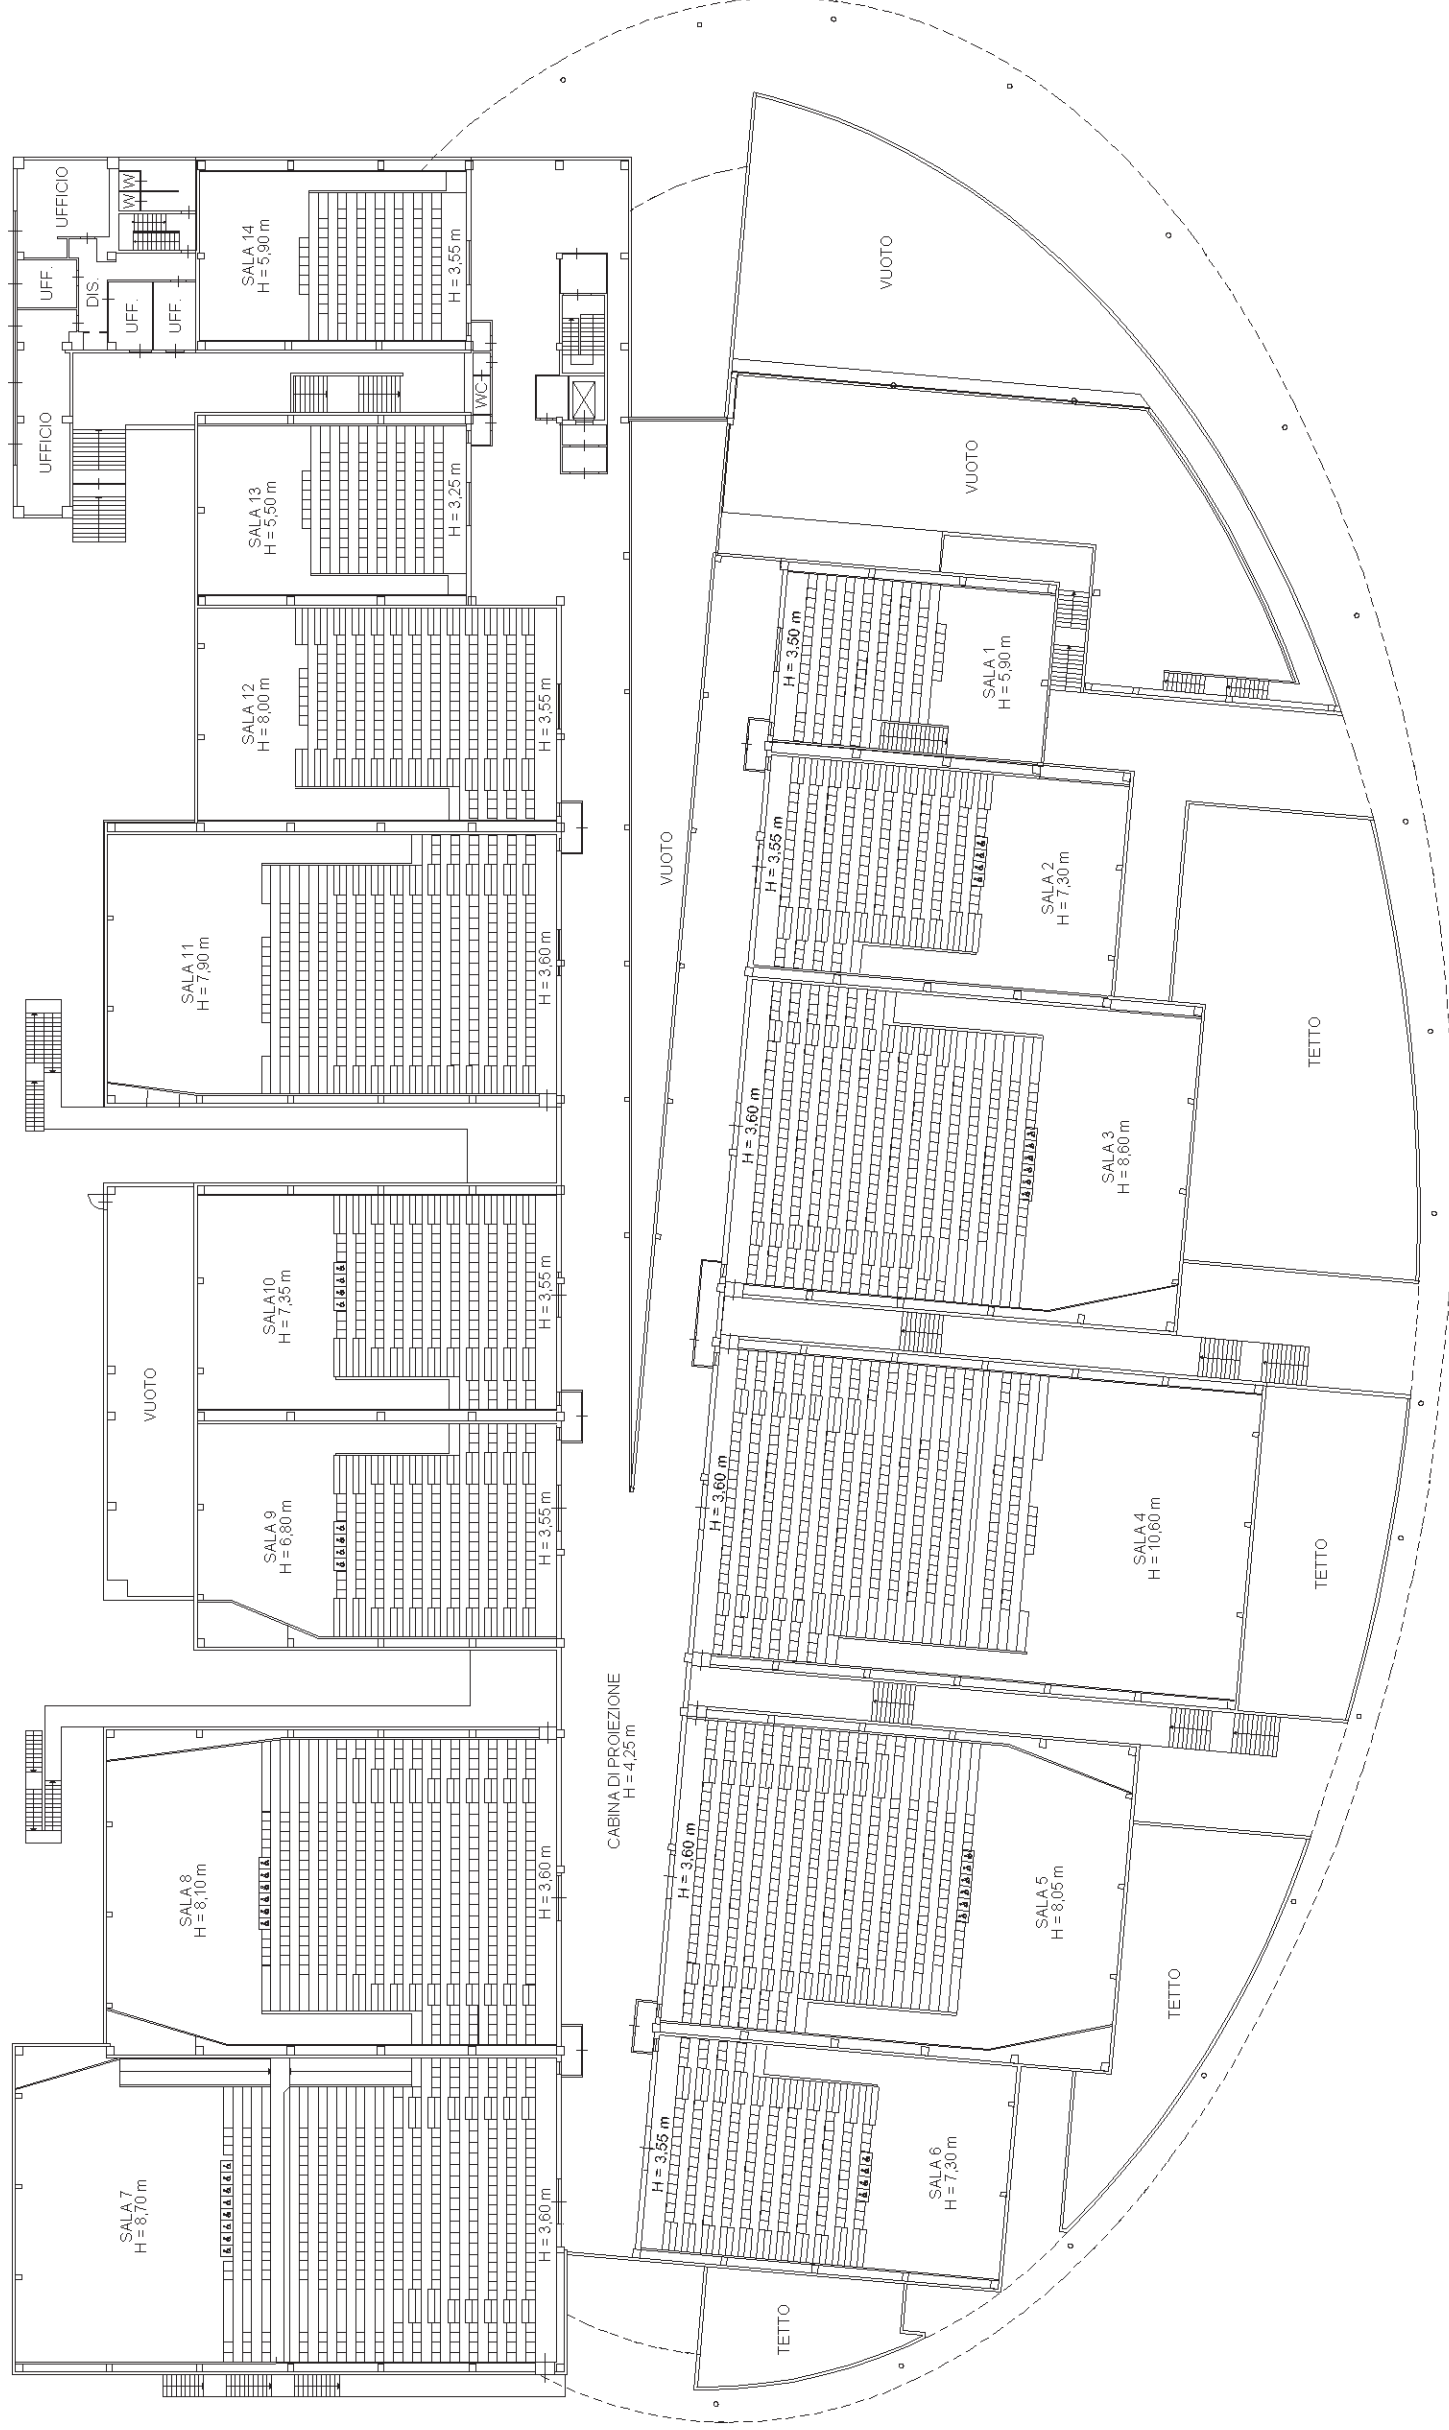 UFFICIO
W
W
UFF.
DIS.
UFF.
UFF.
UFFICIO
SALA 14
H = 5,90 m
H = 3,55 m
WC
VUOTO
VUOTO
SALA 13
H = 5,50 m
H = 3,25 m
SALA 12
H = 8,00 m
H = 3,55 m
H = 3,50 m
SALA 1
H = 5,90 m
VUOTO
H = 3,55 m
SALA 2
H = 7,30 m
SALA 11
H = 7,90 m
H = 3,60 m
H = 3,60 m
SALA 3
H = 8,60 m
TETTO
VUOTO
SALA10
H = 7,35 m
H = 3,55 m
SALA 9
H = 6,80 m
H = 3,55 m
H = 3,60 m
SALA 4
H = 10,60 m
TETTO
CABINA DI PROIEZIONE
H = 4,25 m
SALA 8
H = 8,10 m
H = 3,60 m
H = 3,60 m
SALA 5
H = 8,05 m
TETTO
SALA 7
H = 8,70 m
H = 3,60 m
H = 3,55 m
SALA 6
H = 7,30 m
TETTO